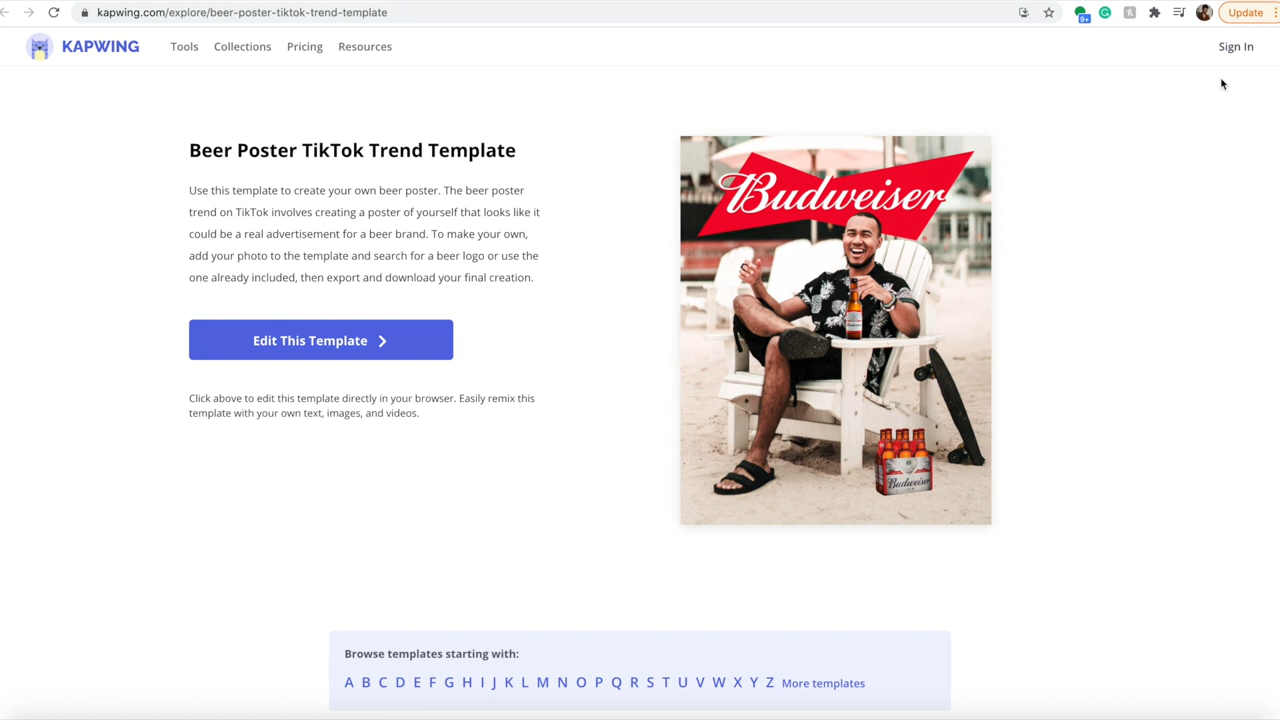 kapwing.com/explore/beer-poster-tiktok-trend-template
9+
Update
KAPWING
Tools
Collections
Pricing
Resources
Sign In
Beer Poster TikTok Trend Template
Use this template to create your own beer poster. The beer poster
trend on TikTok involves creating a poster of yourself that looks like it
could be a real advertisement for a beer brand. To make your own,
add your photo to the template and search for a beer logo or use the
one already included, then export and download your final creation.
Edit This Template
Click above to edit this template directly in your browser. Easily remix this
template with your own text, images, and videos.
Budweiser
Budweiser
Browse templates starting with:
A B C D E F G H I J K L M N O P Q R S T U V W X Y Z More templates